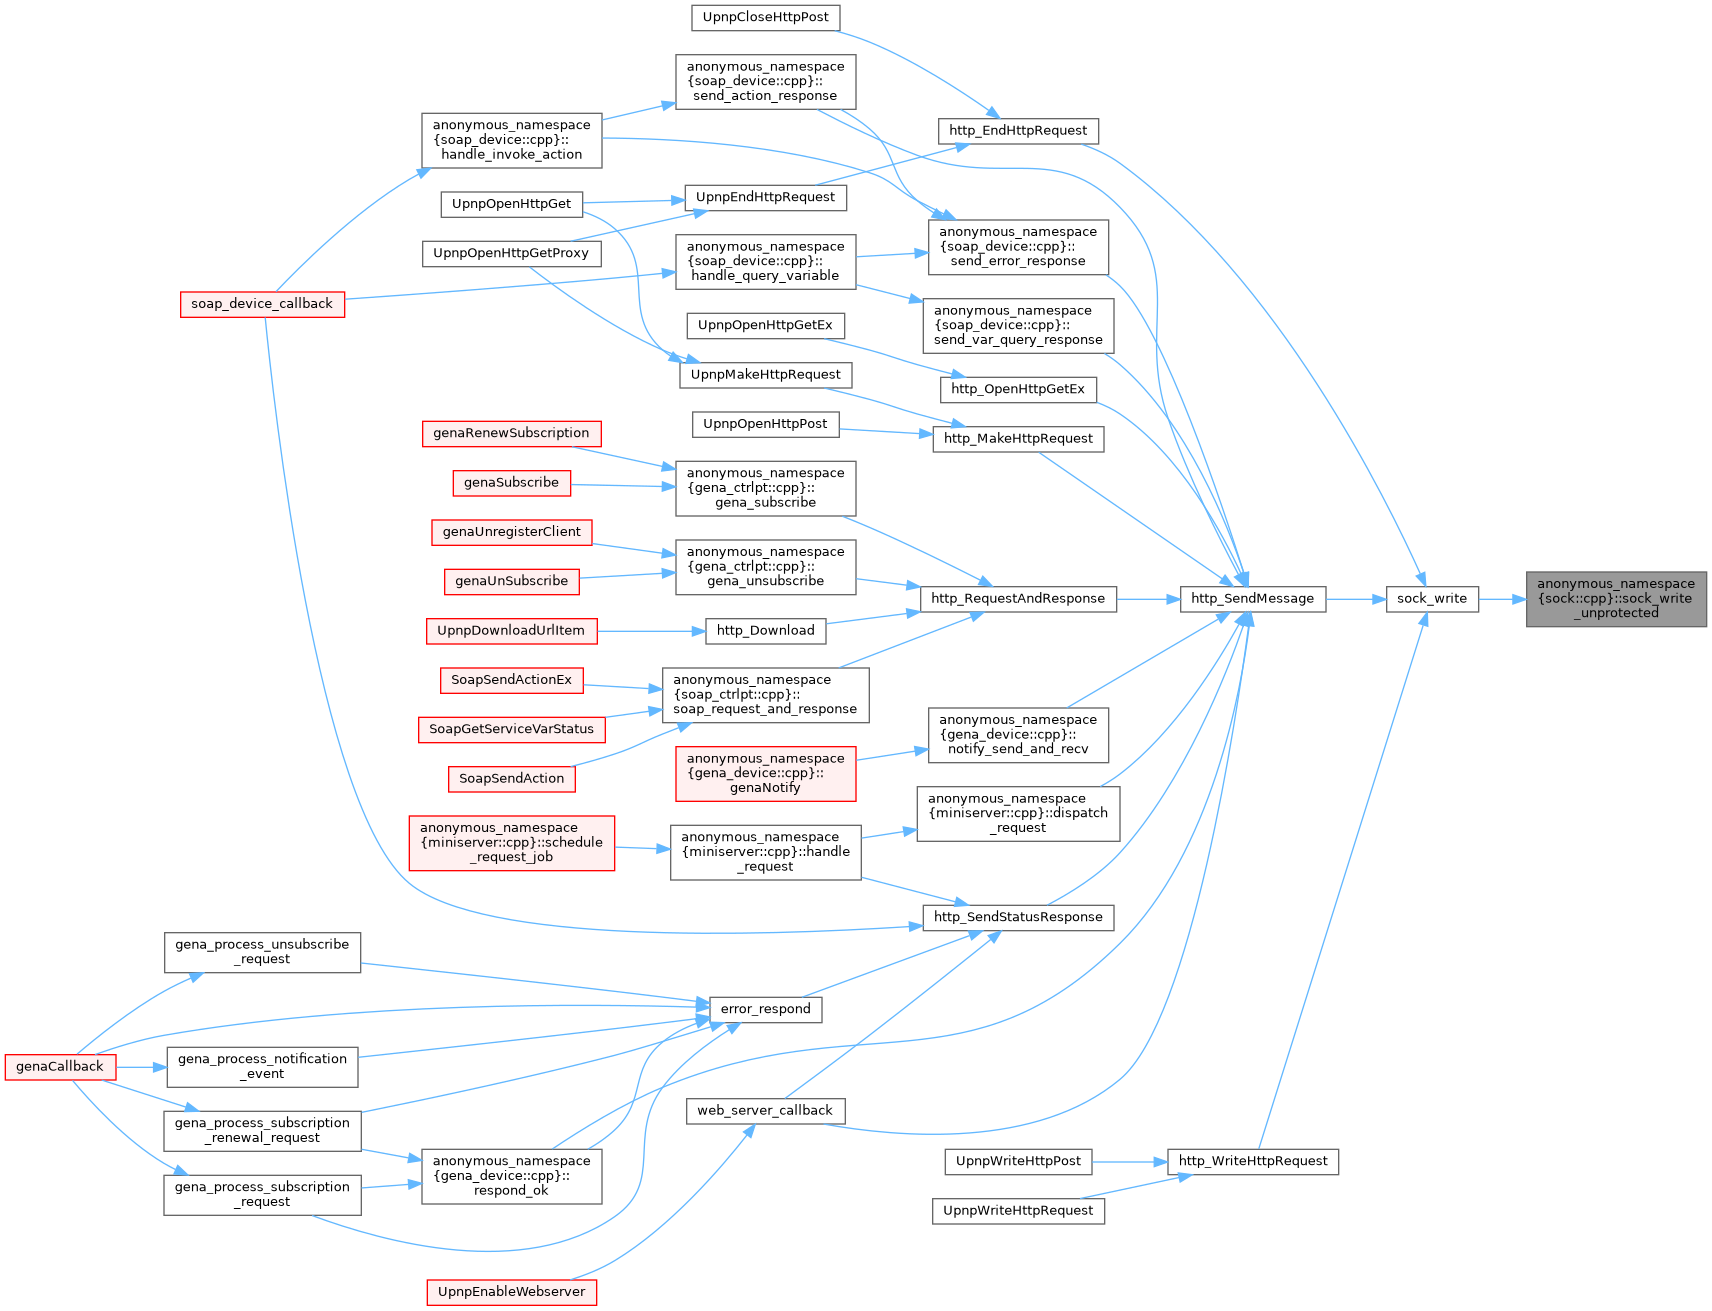 UpnpCloseHttpPost
anonymous_namespace
{soap_device::cpp}::
send_action_response
anonymous_namespace
{soap_device::cpp}::
handle_invoke_action
http_EndHttpRequest
UpnpOpenHttpGet
UpnpEndHttpRequest
UpnpOpenHttpGetProxy
anonymous_namespace
{soap_device::cpp}::
send_error_response
anonymous_namespace
{soap_device::cpp}::
handle_query_variable
soap_device_callback
anonymous_namespace
{soap_device::cpp}::
send_var_query_response
UpnpOpenHttpGetEx
UpnpMakeHttpRequest
http_OpenHttpGetEx
UpnpOpenHttpPost
http_MakeHttpRequest
genaRenewSubscription
genaSubscribe
anonymous_namespace
{gena_ctrlpt::cpp}::
gena_subscribe
genaUnregisterClient
genaUnSubscribe
anonymous_namespace
{gena_ctrlpt::cpp}::
gena_unsubscribe
http_RequestAndResponse
http_SendMessage
sock_write
anonymous_namespace
{sock::cpp}::sock_write
_unprotected
UpnpDownloadUrlItem
http_Download
SoapSendActionEx
SoapGetServiceVarStatus
SoapSendAction
anonymous_namespace
{soap_ctrlpt::cpp}::
soap_request_and_response
anonymous_namespace
{gena_device::cpp}::
notify_send_and_recv
anonymous_namespace
{gena_device::cpp}::
genaNotify
anonymous_namespace
{miniserver::cpp}::dispatch
_request
anonymous_namespace
{miniserver::cpp}::schedule
_request_job
anonymous_namespace
{miniserver::cpp}::handle
_request
http_SendStatusResponse
gena_process_unsubscribe
_request
error_respond
genaCallback
gena_process_notification
_event
gena_process_subscription
_renewal_request
web_server_callback
anonymous_namespace
{gena_device::cpp}::
respond_ok
gena_process_subscription
_request
UpnpWriteHttpPost
http_WriteHttpRequest
UpnpWriteHttpRequest
UpnpEnableWebserver